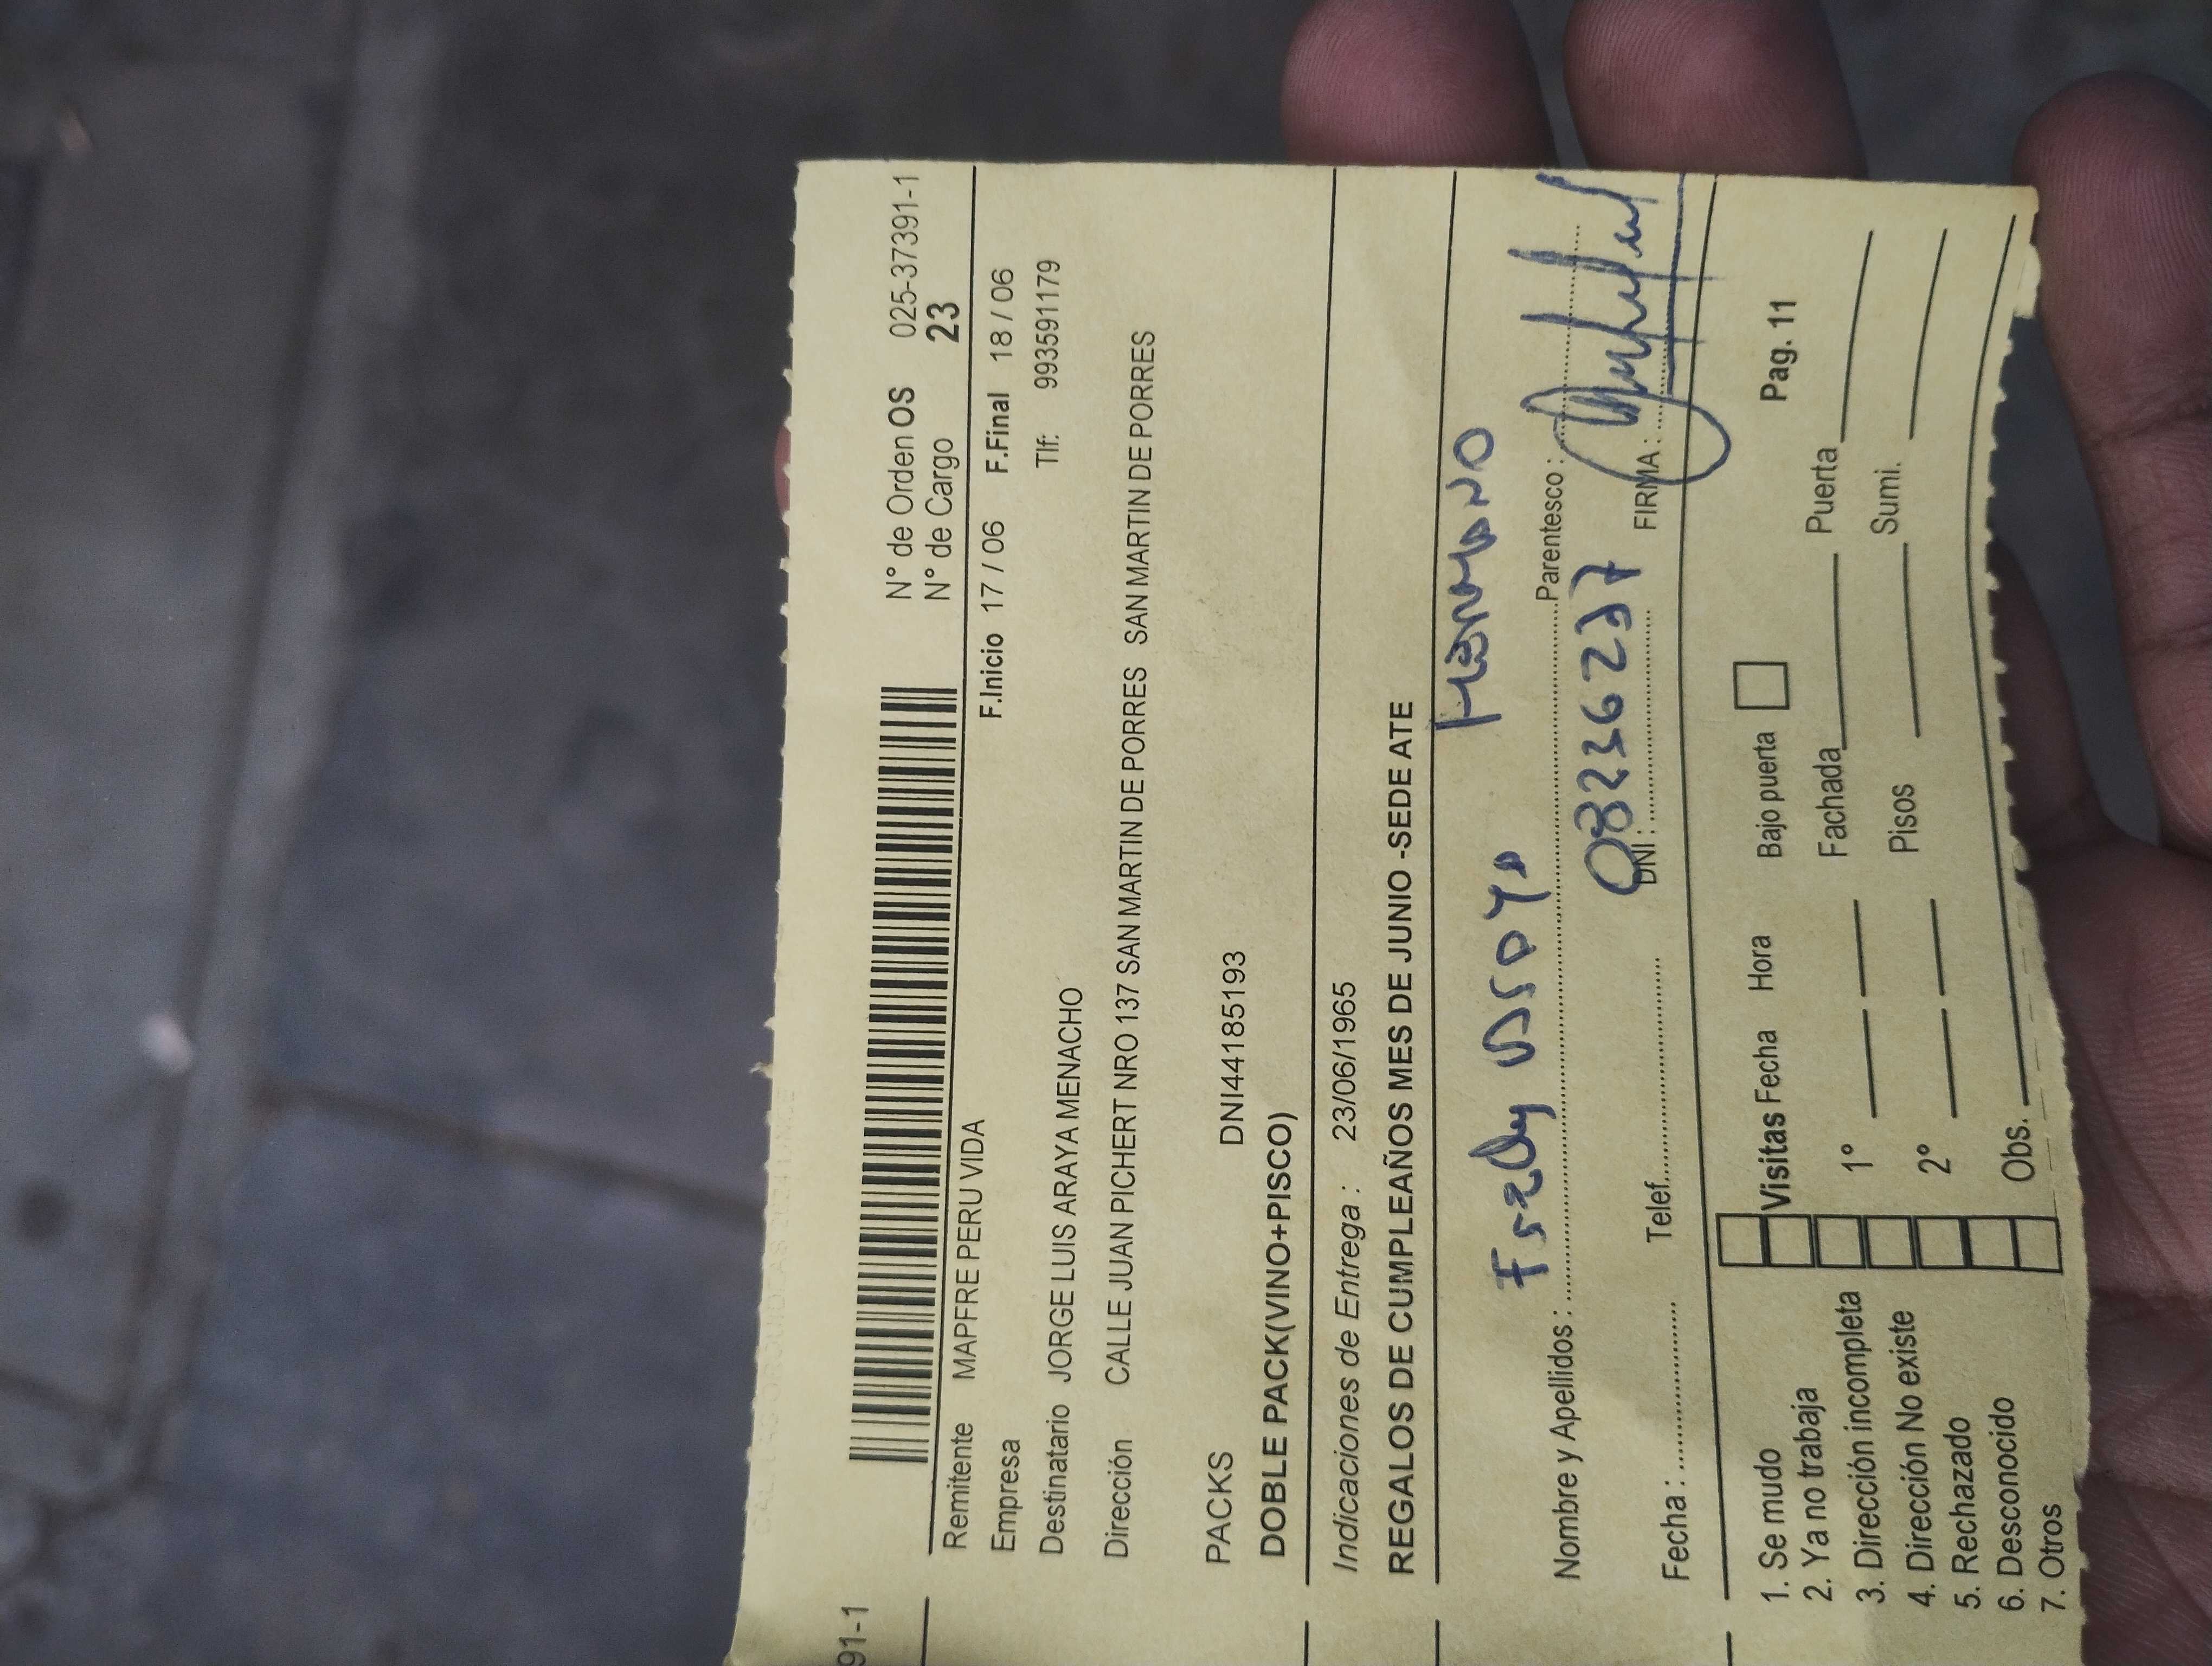 N° de Orden OS 025-37391-1
N° de Cargo 23
Remitente MAPFRE PERU VIDA
F.Inicio 17 / 06 F.Final 18 / 06
Empresa
Tlf: 993591179
Destinatario JORGE LUIS ARAYA MENACHO
Dirección CALLE JUAN PICHERT NRO 137 SAN MARTIN DE PORRES SAN MARTIN DE PORRES
PACKS DNI44185193
DOBLE PACK(VINO+PISCO)
Indicaciones de Entrega : 23/06/1965
REGALOS DE CUMPLEAÑOS MES DE JUNIO -SEDE ATE
HERMANO
Nombre y Apellidos : Parentesco :
Fecha : Telef. DNI : FIRMA :
1. Se mudo
2. Ya no trabaja
3. Dirección incompleta
4. Dirección No existe
5. Rechazado
6. Desconocido
7. Otros
Visitas Fecha Hora Bajo puerta Pag. 11
1° Fachada Puerta
2° Pisos Sumi.
Obs.
91-1